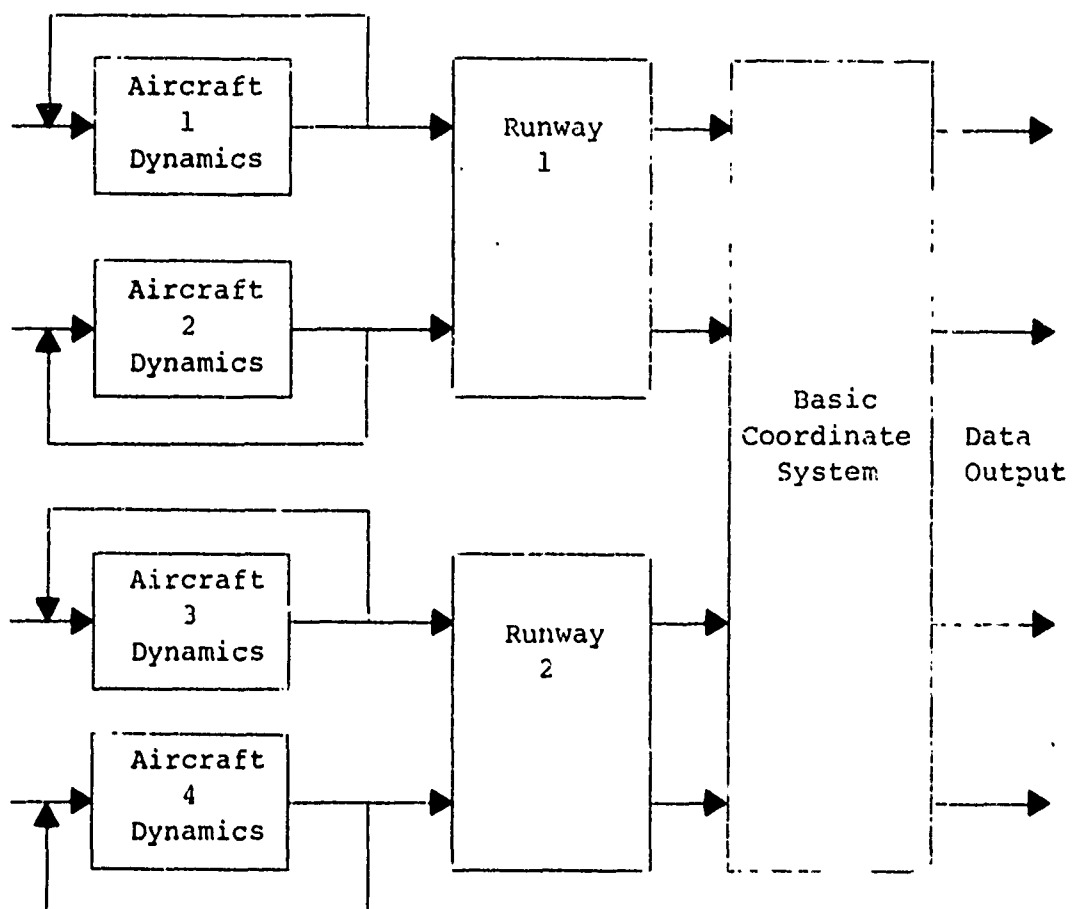 Aircraft
1
Dynamics
Runway
1
Aircraft
2
Dynamics
Basic
Coordinate
System
Data
Output
Aircraft
3
Dynamics
Runway
2
Aircraft
4
Dynamics